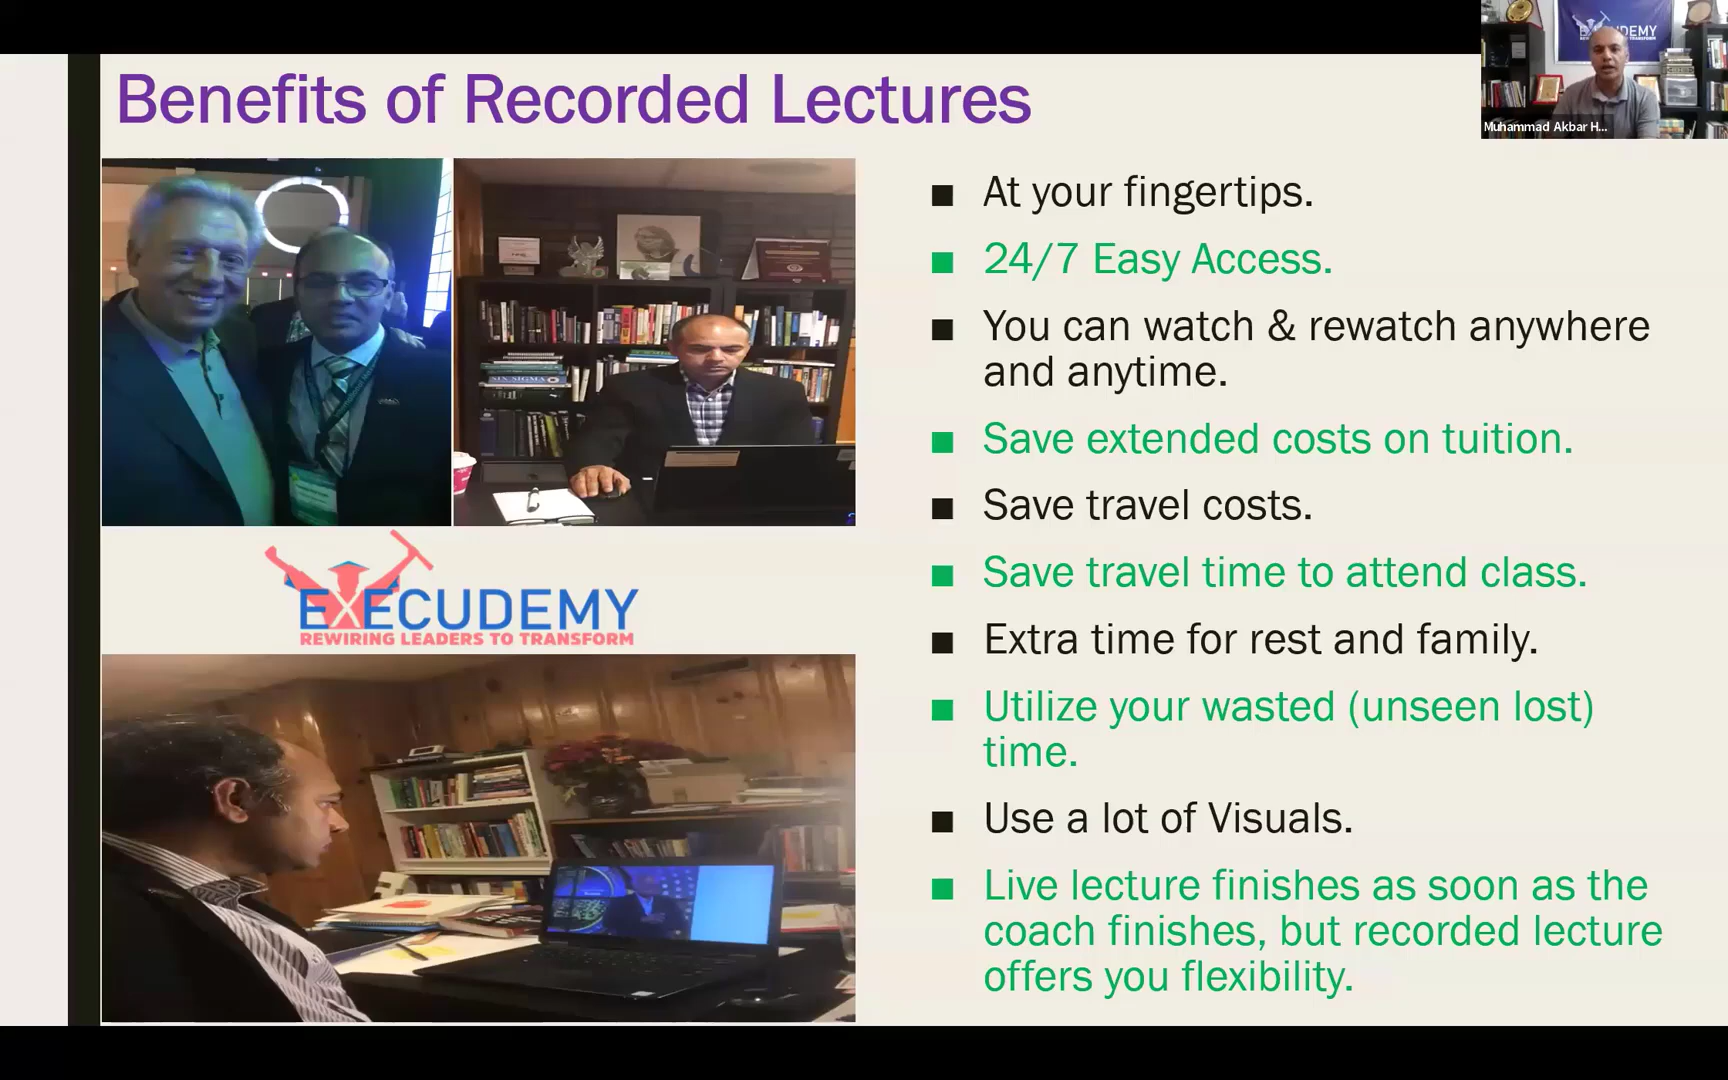 Benefits of Recorded Lectures
EXECUDEMY
Muhammad Akbar H...
■ At your fingertips.
■ 24/7 Easy Access.
■ You can watch & rewatch anywhere
and anytime.
■ Save extended costs on tuition.
■ Save travel costs.
■ Save travel time to attend class.
■ Extra time for rest and family.
■ Utilize your wasted (unseen lost)
time.
■ Use a lot of Visuals.
■ Live lecture finishes as soon as the
coach finishes, but recorded lecture
offers you flexibility.
SIX SIGMA
EXECUDEMY
REWIRING LEADERS TO TRANSFORM